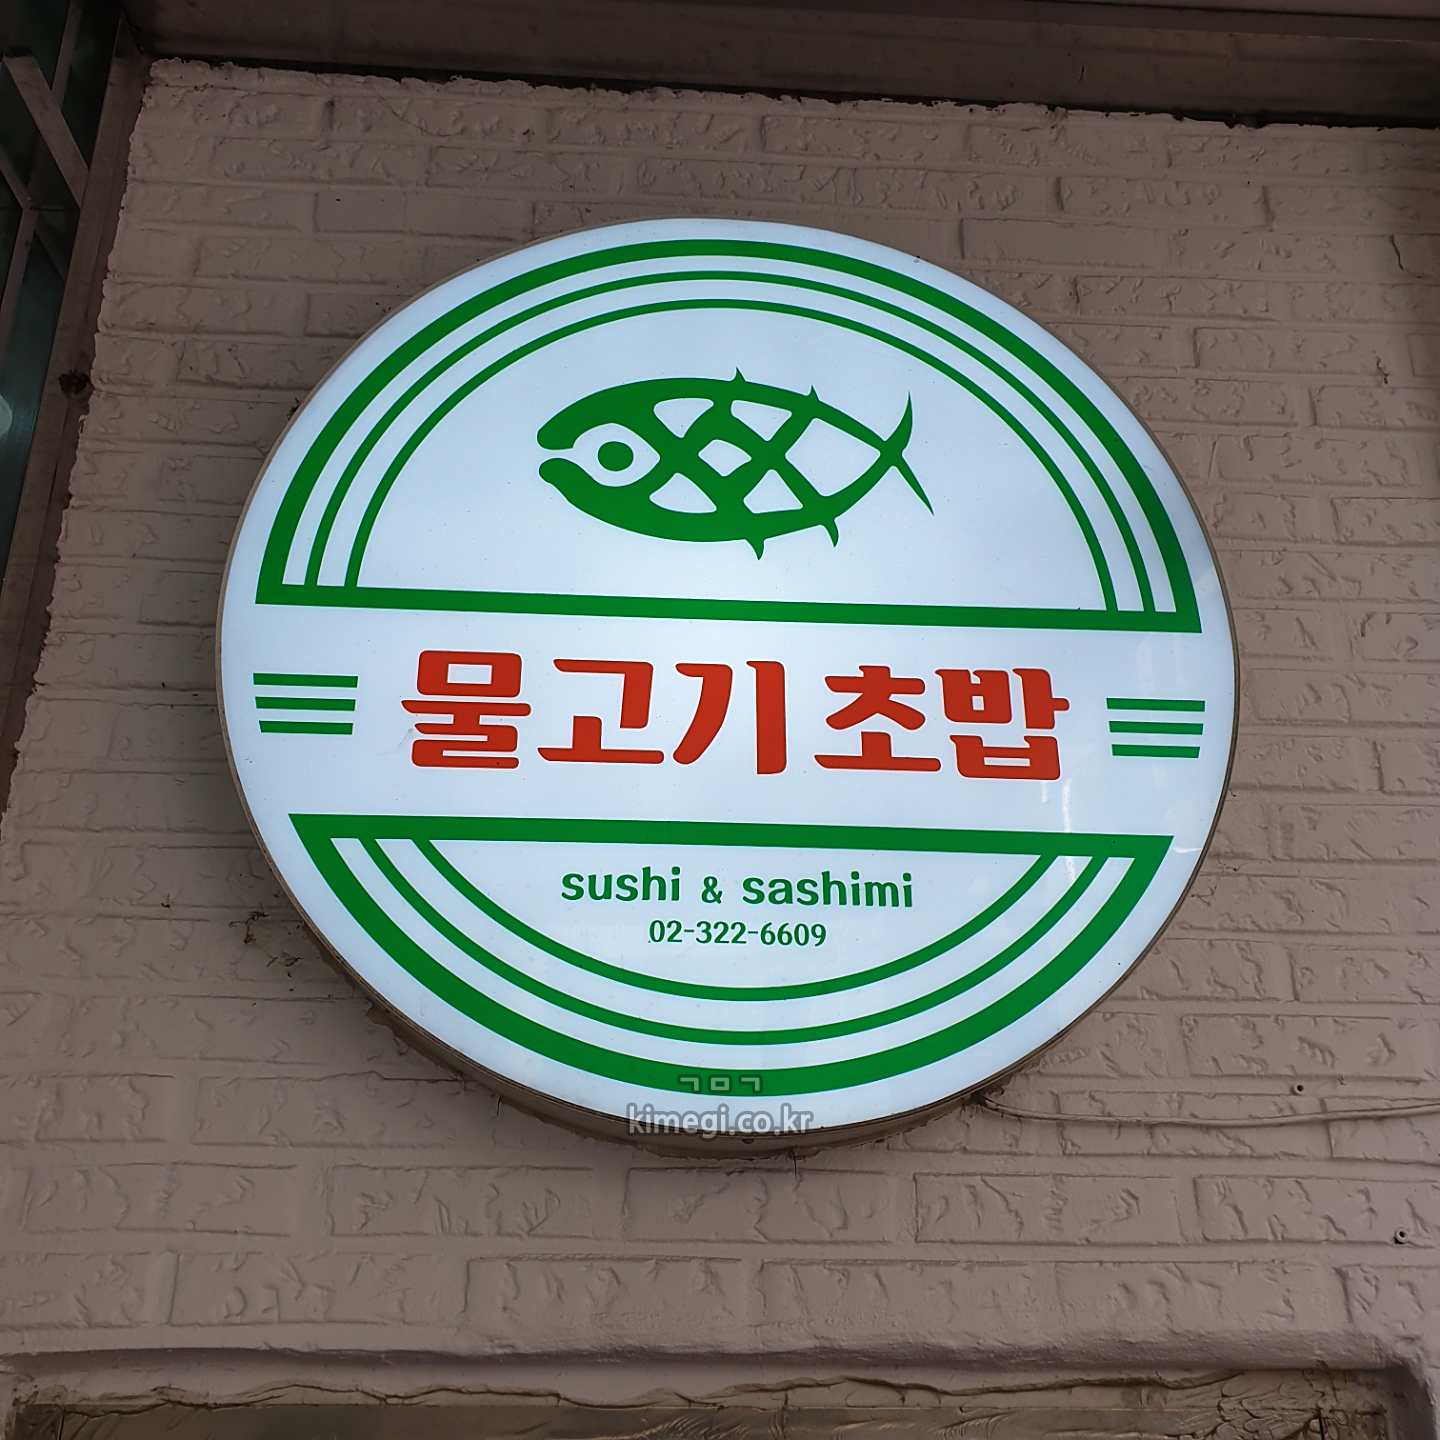 물고기초밥
sushi & sashimi
02-322-6609
ㄱㅁㄱ
kimegi.co.kr